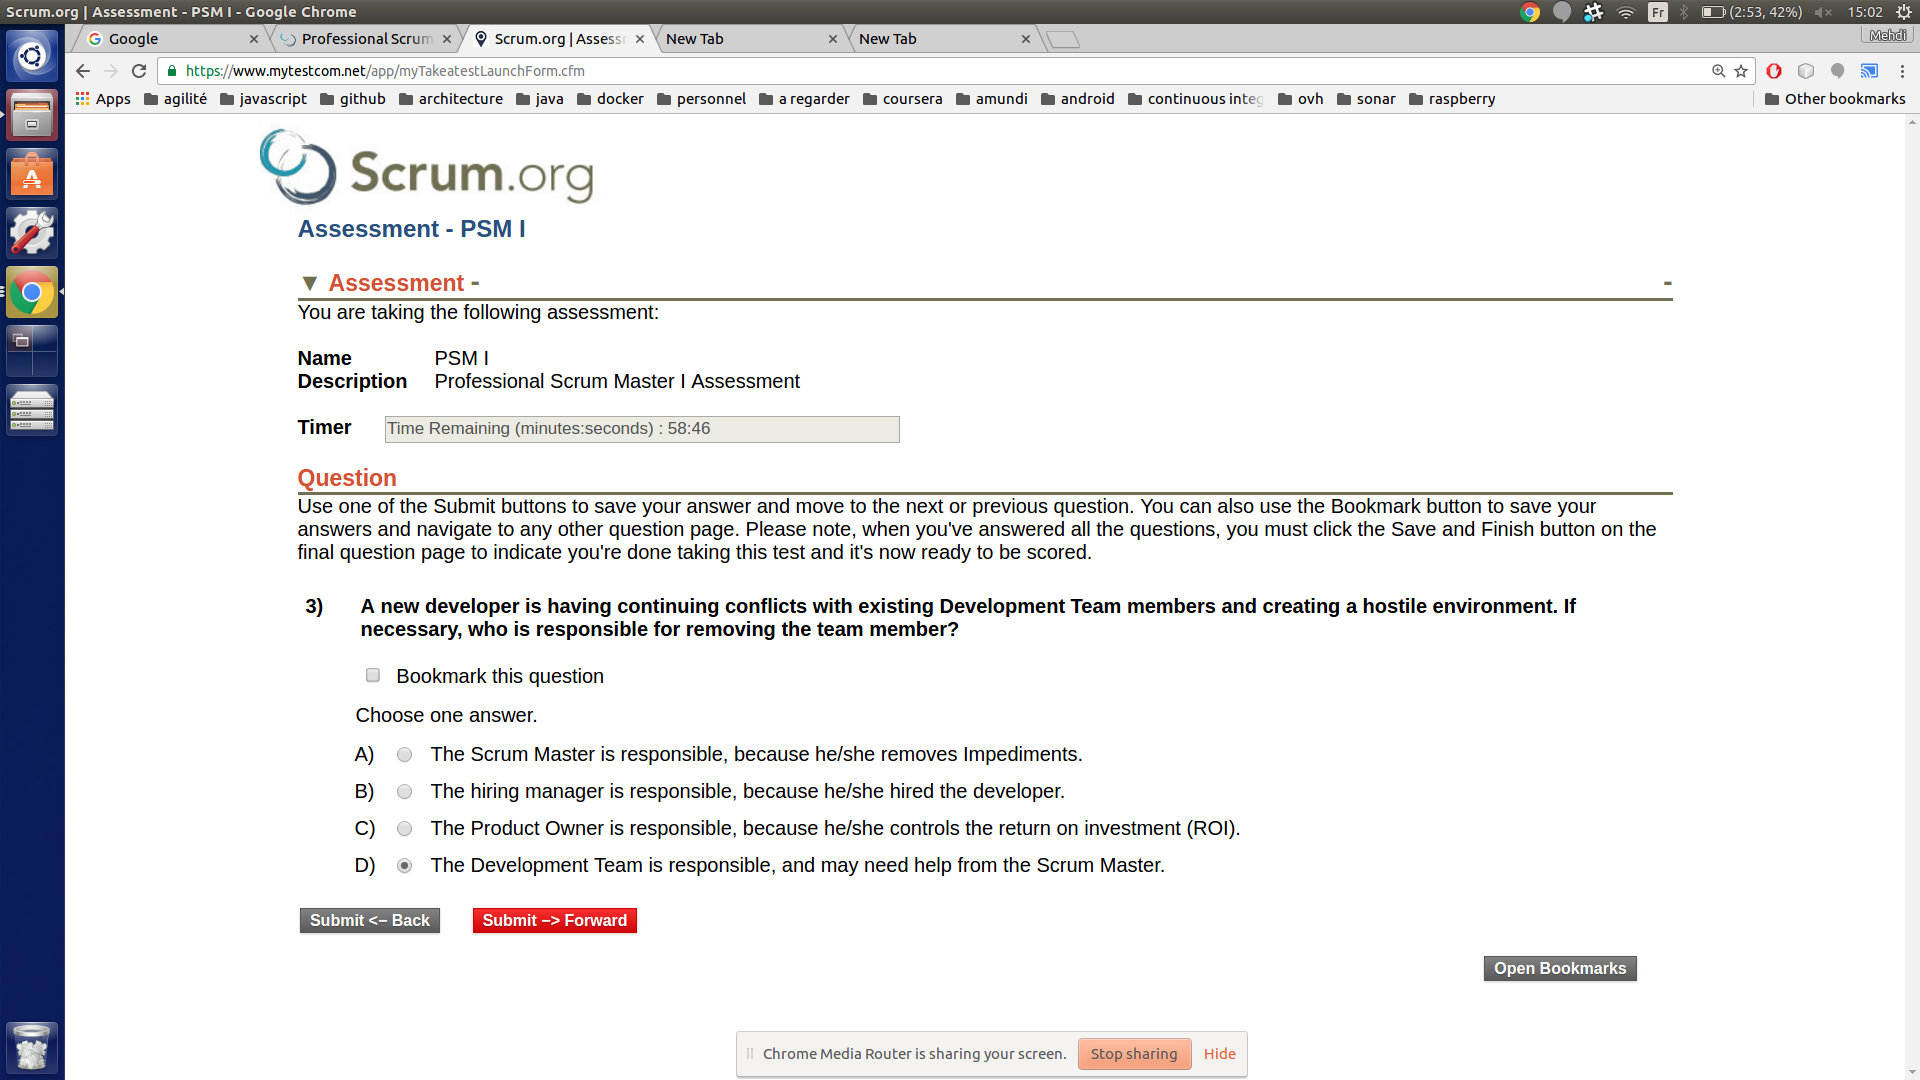 Scrum.org | Assessment - PSM I - Google Chrome
Fr
(2:53, 42%)
15:02
Google
Professional Scrum
Scrum.org | Assess
New Tab
New Tab
Mehdi
https://www.mytestcom.net/app/myTakeatestLaunchForm.cfm
Apps
agilité
javascript
github
architecture
java
docker
personnel
a regarder
coursera
amundi
android
continuous integ
ovh
sonar
raspberry
Other bookmarks
Scrum.org
Assessment - PSM I
▼ Assessment - -
You are taking the following assessment:
Name PSM I
Description Professional Scrum Master I Assessment
Timer Time Remaining (minutes:seconds) : 58:46
Question
Use one of the Submit buttons to save your answer and move to the next or previous question. You can also use the Bookmark button to save your
answers and navigate to any other question page. Please note, when you've answered all the questions, you must click the Save and Finish button on the
final question page to indicate you're done taking this test and it's now ready to be scored.
3) A new developer is having continuing conflicts with existing Development Team members and creating a hostile environment. If
necessary, who is responsible for removing the team member?
Bookmark this question
Choose one answer.
A) The Scrum Master is responsible, because he/she removes Impediments.
B) The hiring manager is responsible, because he/she hired the developer.
C) The Product Owner is responsible, because he/she controls the return on investment (ROI).
D) The Development Team is responsible, and may need help from the Scrum Master.
Submit <– Back
Submit –> Forward
Open Bookmarks
Chrome Media Router is sharing your screen.
Stop sharing
Hide